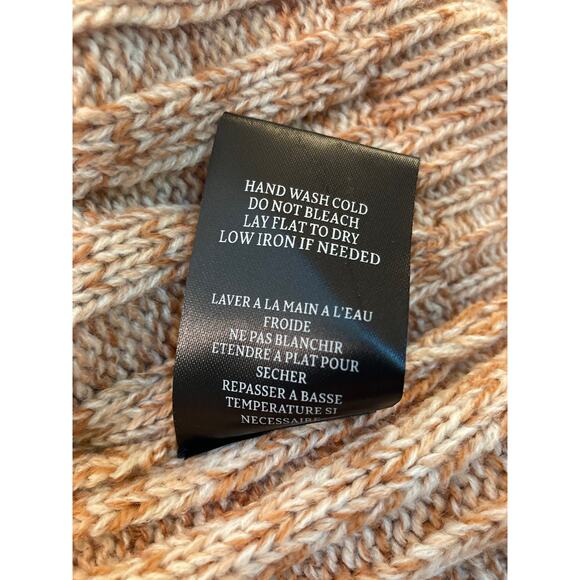 HAND WASH COLD
DO NOT BLEACH
LAY FLAT TO DRY
LOW IRON IF NEEDED
LAVER A LA MAIN A L'EAU
FROIDE
NE PAS BLANCHIR
ETENDRE A PLAT POUR
SECHER
REPASSER A BASSE
TEMPERATURE SI
NECESSAIRE